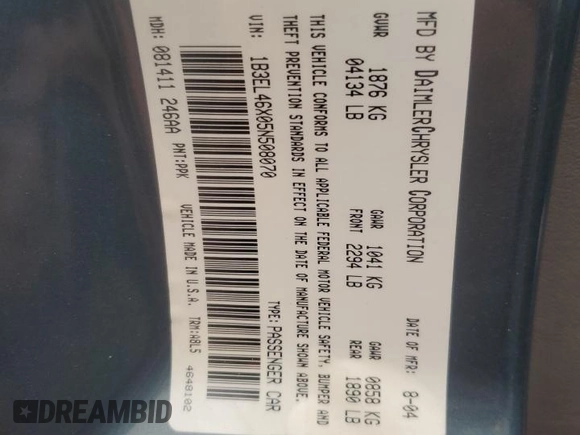 MFD BY DAIMLERCHRYSLER CORPORATION
DATE OF MFR: 8-04
GVWR 1876 KG
04134 LB
GAWR 1041 KG
FRONT 2294 LB
GAWR 0858 KG
REAR 1890 LB
THIS VEHICLE CONFORMS TO ALL APPLICABLE FEDERAL MOTOR VEHICLE SAFETY, BUMPER AND
THEFT PREVENTION STANDARDS IN EFFECT ON THE DATE OF MANUFACTURE SHOWN ABOVE.
VIN: 1B3EL46X05N508070
TYPE: PASSENGER CAR
MDH: 081411 246AA PNT:PPK
VEHICLE MADE IN U.S.A. TRM:ABL5
4648102
DREAMBID